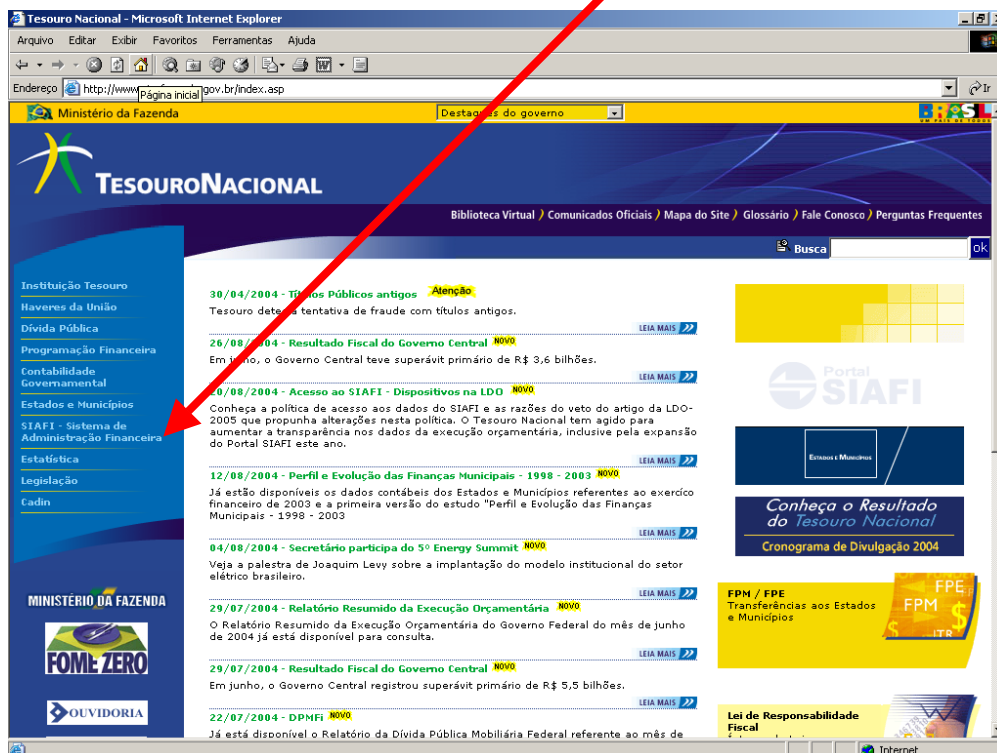 Tesouro Nacional - Microsoft Internet Explorer
Arquivo Editar Exibir Favoritos Ferramentas Ajuda
Endereço http://www gov.br/index.asp Ir
Página inicial
Ministério da Fazenda Destaques do governo BRASIL
UM PAÍS DE TODOS
TESOURONACIONAL
Biblioteca Virtual ) Comunicados Oficiais ) Mapa do Site ) Glossário ) Fale Conosco ) Perguntas Frequentes
Busca ok
Instituição Tesouro
Haveres da União
Dívida Pública
Programação Financeira
Contabilidade
Governamental
Estados e Municípios
SIAFI - Sistema de
Administração Financeira
Estatística
Legislação
Cadin
MINISTÉRIO DA FAZENDA
FOME ZERO
OUVIDORIA
30/04/2004 - Títulos Públicos antigos Atenção
Tesouro detecta tentativa de fraude com títulos antigos.
LEIA MAIS
26/08/2004 - Resultado Fiscal do Governo Central NOVO
Em junho, o Governo Central teve superávit primário de R$ 3,6 bilhões.
LEIA MAIS
20/08/2004 - Acesso ao SIAFI - Dispositivos na LDO NOVO
Conheça a política de acesso aos dados do SIAFI e as razões do veto do artigo da LDO-
2005 que propunha alterações nesta política. O Tesouro Nacional tem agido para
aumentar a transparência nos dados da execução orçamentária, inclusive pela expansão
do Portal SIAFI este ano.
LEIA MAIS
12/08/2004 - Perfil e Evolução das Finanças Municipais - 1998 - 2003 NOVO
Já estão disponíveis os dados contábeis dos Estados e Municípios referentes ao exercíco
financeiro de 2003 e a primeira versão do estudo "Perfil e Evolução das Finanças
Municipais - 1998 - 2003
LEIA MAIS
04/08/2004 - Secretário participa do 5º Energy Summit NOVO
Veja a palestra de Joaquim Levy sobre a implantação do modelo institucional do setor
elétrico brasileiro.
LEIA MAIS
29/07/2004 - Relatório Resumido da Execução Orçamentária NOVO
O Relatório Resumido da Execução Orçamentária do Governo Federal do mês de junho
de 2004 já está disponível para consulta.
LEIA MAIS
29/07/2004 - Resultado Fiscal do Governo Central NOVO
Em junho, o Governo Central registrou superávit primário de R$ 5,5 bilhões.
LEIA MAIS
22/07/2004 - DPMFi NOVO
Já está disponível o Relatório da Dívida Pública Mobiliária Federal referente ao mês de
Portal
SIAFI
ESTADOS E MUNICÍPIOS
Conheça o Resultado
do Tesouro Nacional
Cronograma de Divulgação 2004
FPM / FPE
Transferências aos Estados
e Municípios
FPE
FPM
ITR
Lei de Responsabilidade
Fiscal
Internet